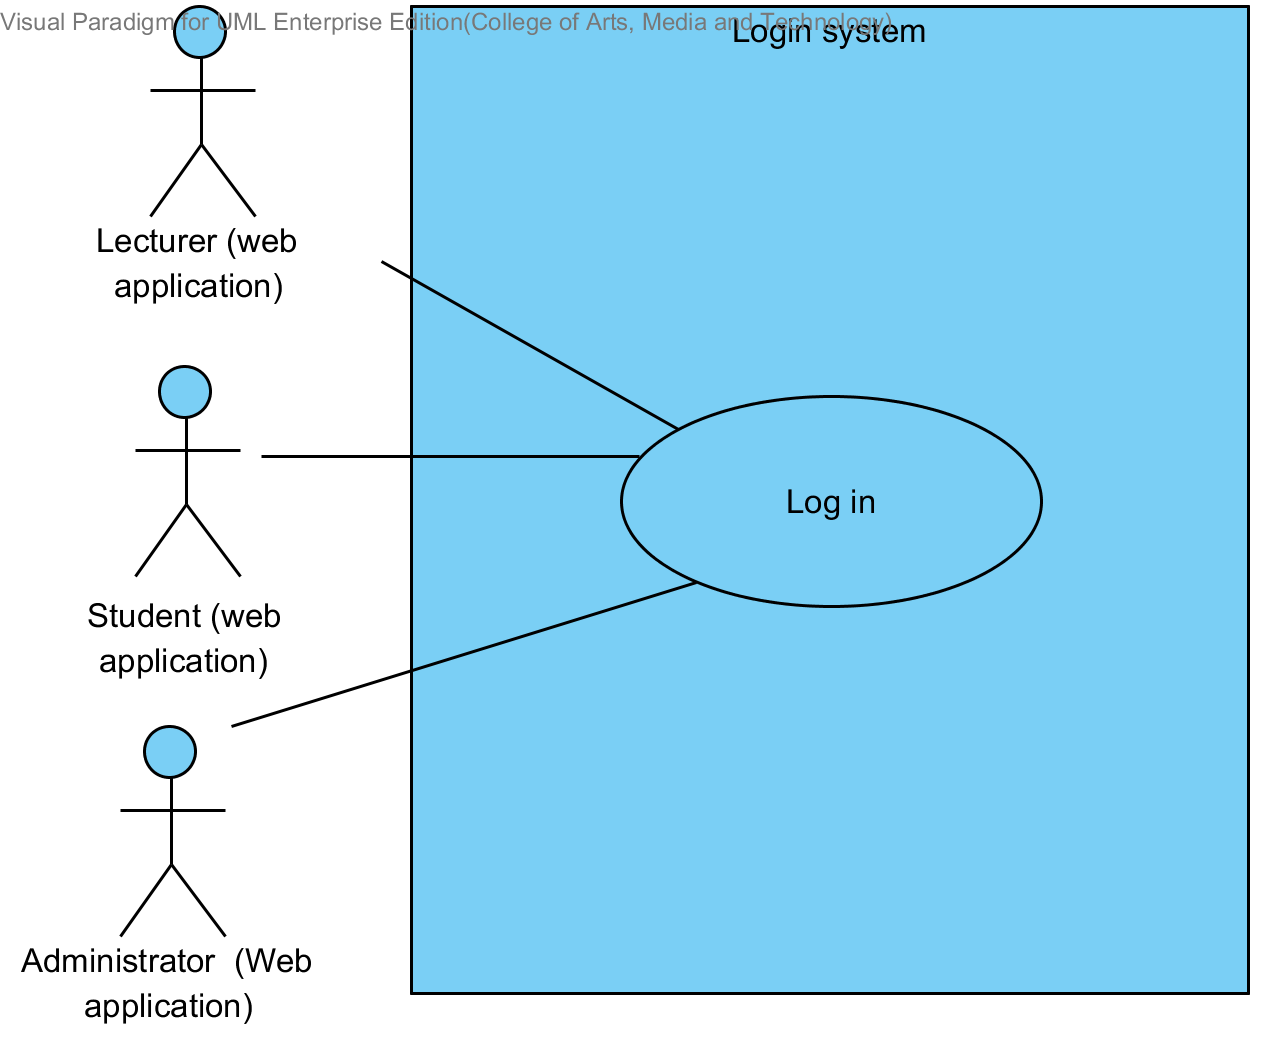 Visual Paradigm for UML Enterprise Edition(College of Arts, Media and Technology)
Login system
Lecturer (web
application)
Log in
Student (web
application)
Administrator  (Web
application)